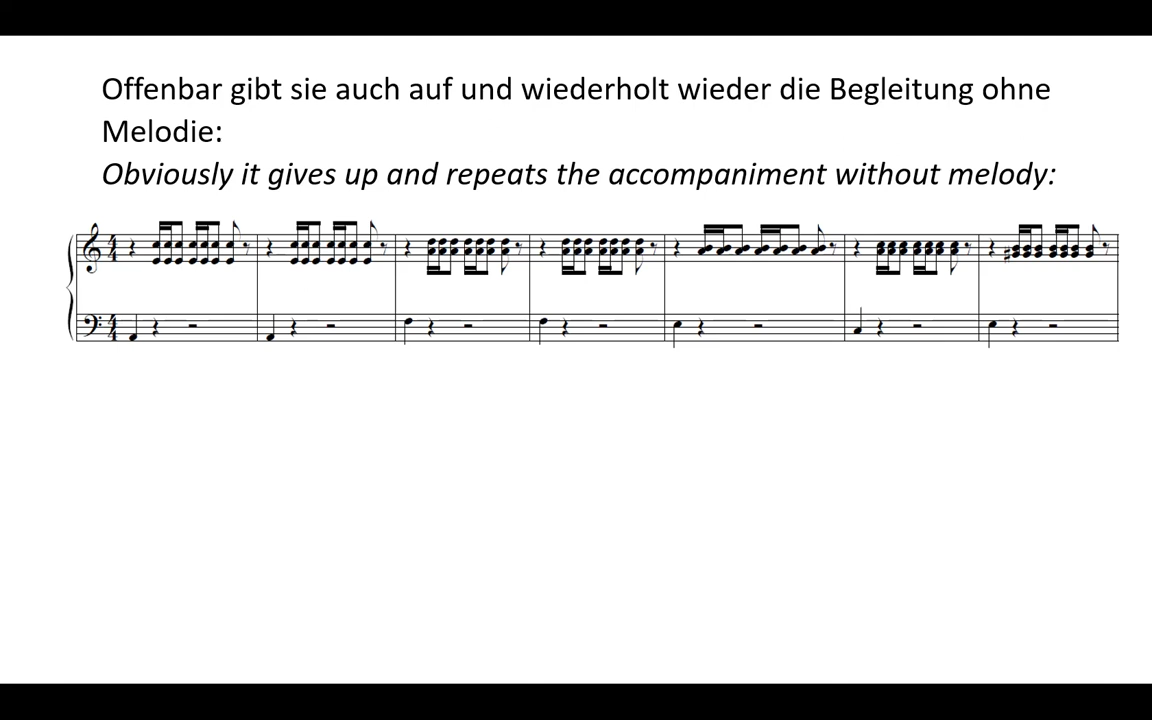 Offenbar gibt sie auch auf und wiederholt wieder die Begleitung ohne
Melodie:
Obviously it gives up and repeats the accompaniment without melody: